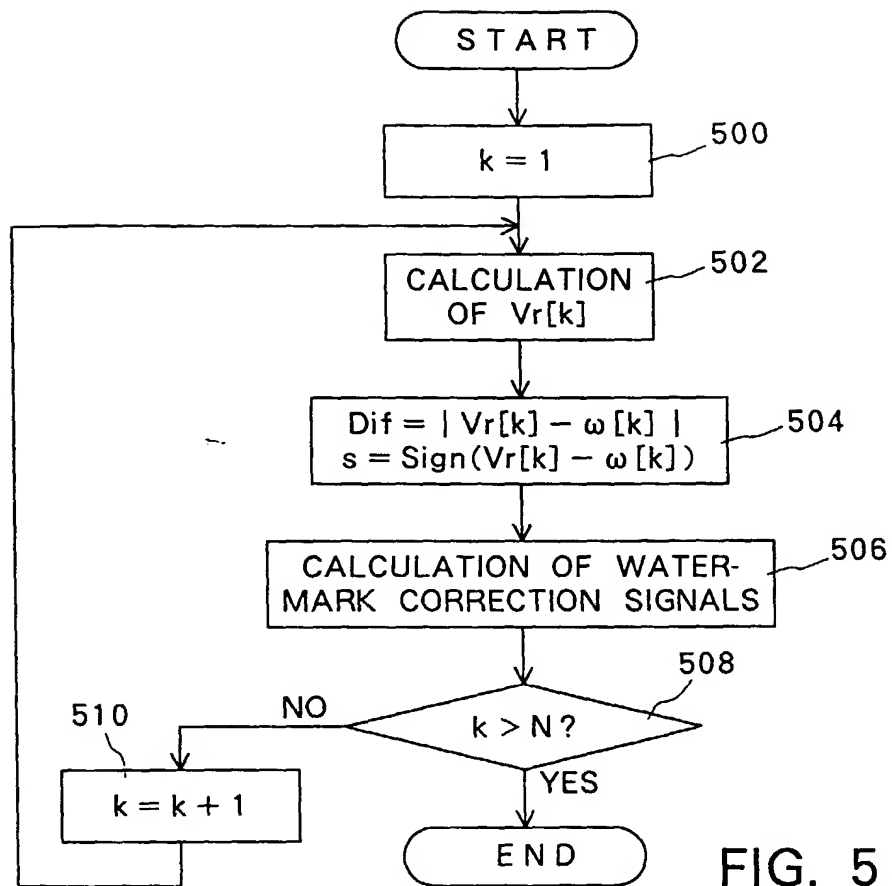 START
500
k = 1
502
CALCULATION
OF Vr[k]
Dif = | Vr[k] − ω[k] |
s = Sign(Vr[k] − ω[k])
504
506
CALCULATION OF WATER-
MARK CORRECTION SIGNALS
508
510
NO
k > N?
YES
k = k + 1
END
FIG. 5